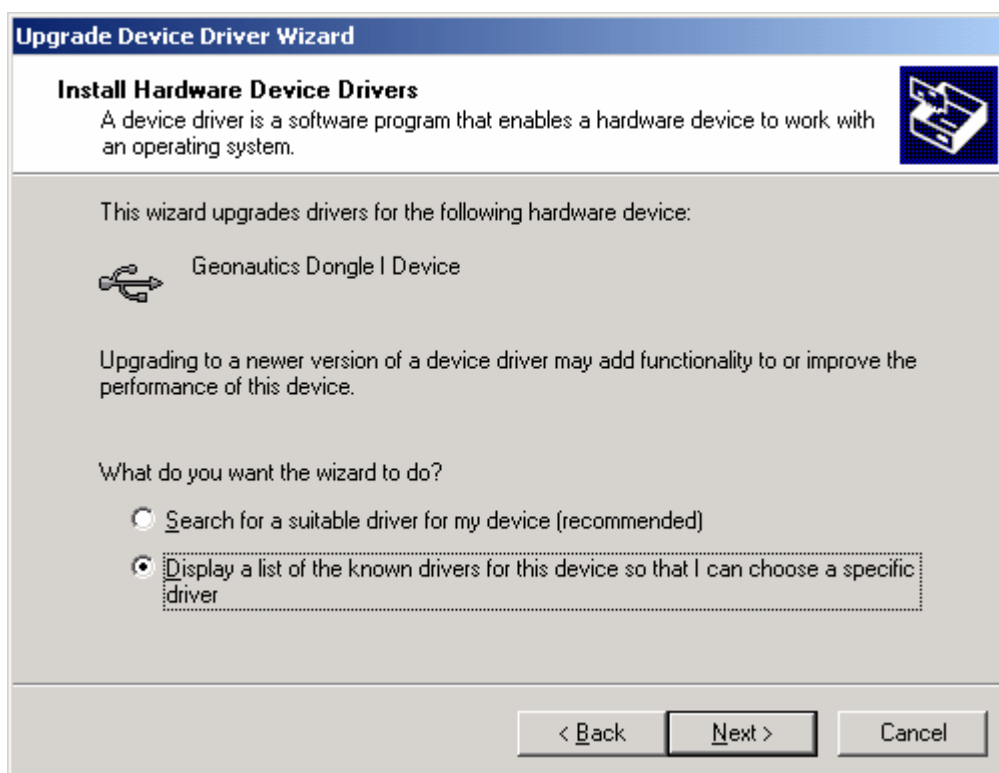 Upgrade Device Driver Wizard
Install Hardware Device Drivers
A device driver is a software program that enables a hardware device to work with
an operating system.
This wizard upgrades drivers for the following hardware device:
Geonautics Dongle I Device
Upgrading to a newer version of a device driver may add functionality to or improve the
performance of this device.
What do you want the wizard to do?
Search for a suitable driver for my device (recommended)
Display a list of the known drivers for this device so that I can choose a specific
driver
< Back
Next >
Cancel